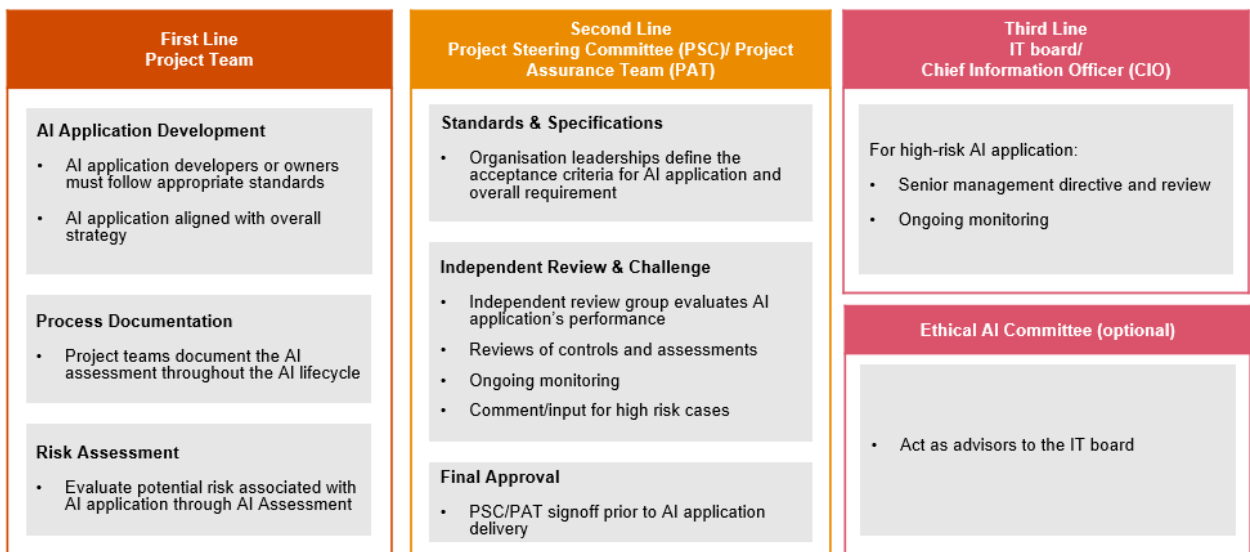 First Line
Project Team
AI Application Development
• AI application developers or owners
must follow appropriate standards
• AI application aligned with overall
strategy
Process Documentation
• Project teams document the AI
assessment throughout the AI lifecycle
Risk Assessment
• Evaluate potential risk associated with
AI application through AI Assessment
Second Line
Project Steering Committee (PSC)/ Project
Assurance Team (PAT)
Standards & Specifications
• Organisation leaderships define the
acceptance criteria for AI application and
overall requirement
Independent Review & Challenge
• Independent review group evaluates AI
application's performance
• Reviews of controls and assessments
• Ongoing monitoring
• Comment/input for high risk cases
Final Approval
• PSC/PAT signoff prior to AI application
delivery
Third Line
IT board/
Chief Information Officer (CIO)
For high-risk AI application:
• Senior management directive and review
• Ongoing monitoring
Ethical AI Committee (optional)
• Act as advisors to the IT board